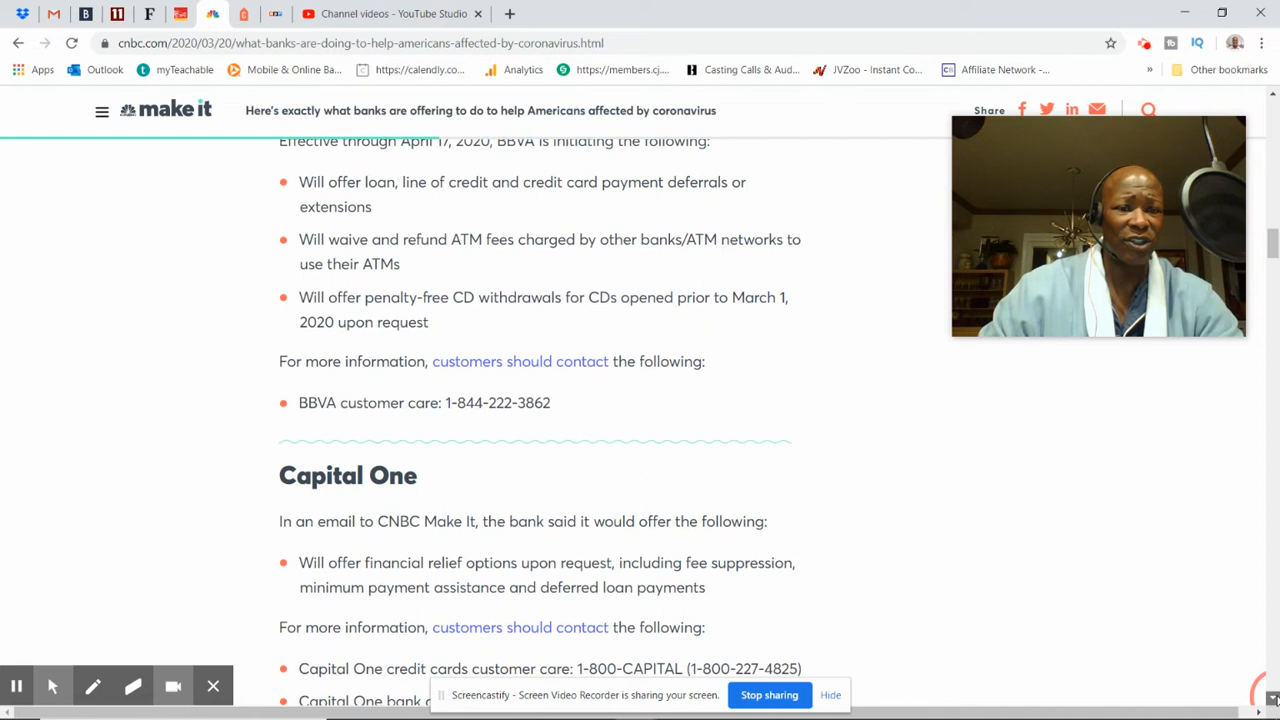 Channel videos - YouTube Studio
cnbc.com/2020/03/20/what-banks-are-doing-to-help-americans-affected-by-coronavirus.html
Apps Outlook myTeachable Mobile & Online Ba... https://calendly.co... Analytics https://members.cj... Casting Calls & Aud... JVZoo - Instant Co... Affiliate Network -... » Other bookmarks
make it Here's exactly what banks are offering to do to help Americans affected by coronavirus Share
Effective through April 17, 2020, BBVA is initiating the following:
Will offer loan, line of credit and credit card payment deferrals or
extensions
Will waive and refund ATM fees charged by other banks/ATM networks to
use their ATMs
Will offer penalty-free CD withdrawals for CDs opened prior to March 1,
2020 upon request
For more information, customers should contact the following:
BBVA customer care: 1-844-222-3862
Capital One
In an email to CNBC Make It, the bank said it would offer the following:
Will offer financial relief options upon request, including fee suppression,
minimum payment assistance and deferred loan payments
For more information, customers should contact the following:
Capital One credit cards customer care: 1-800-CAPITAL (1-800-227-4825)
Capital One bank
Screencastify - Screen Video Recorder is sharing your screen. Stop sharing Hide